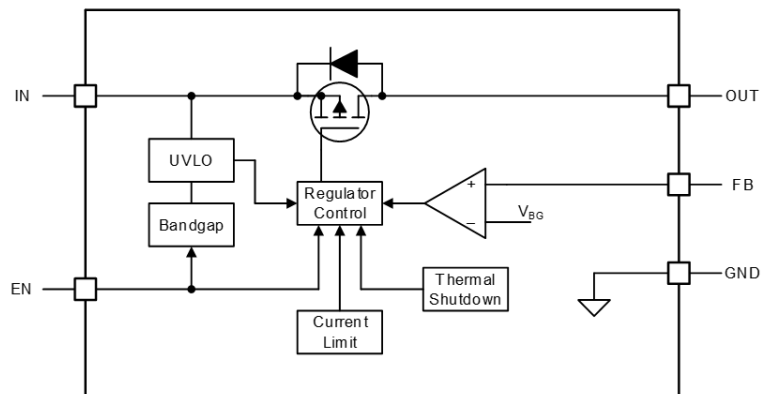 IN
OUT
UVLO
Regulator
Control
+
FB
V_BG
−
Bandgap
GND
Thermal
Shutdown
EN
Current
Limit